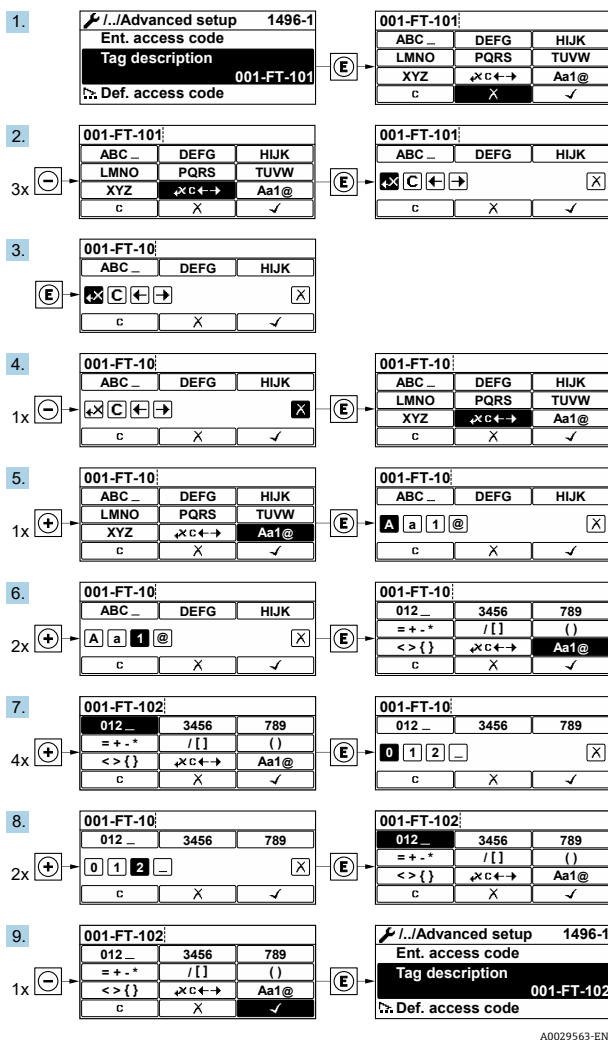 1.
/../Advanced setup 1496-1
Ent. access code
Tag description
001-FT-101
Def. access code
E
001-FT-101
ABC _ DEFG HIJK
LMNO PQRS TUVW
XYZ C←→ Aa1@
C X ✓
2.
3x
001-FT-101
ABC _ DEFG HIJK
LMNO PQRS TUVW
XYZ C←→ Aa1@
C X ✓
E
001-FT-101
ABC _ DEFG HIJK
C ← → X
C X ✓
3.
E
001-FT-10
ABC _ DEFG HIJK
C ← → X
C X ✓
4.
1x
001-FT-10
ABC _ DEFG HIJK
C ← → X
C X ✓
E
001-FT-10
ABC _ DEFG HIJK
LMNO PQRS TUVW
XYZ C←→ Aa1@
C X ✓
5.
1x +
001-FT-10
ABC _ DEFG HIJK
LMNO PQRS TUVW
XYZ C←→ Aa1@
C X ✓
E
001-FT-10
ABC _ DEFG HIJK
A a 1 @ X
C X ✓
6.
2x +
001-FT-10
ABC _ DEFG HIJK
A a 1 @ X
C X ✓
E
001-FT-10
012 _ 3456 789
= + - * / [ ] ( )
< > { } C←→ Aa1@
C X ✓
7.
4x +
001-FT-102
012 _ 3456 789
= + - * / [ ] ( )
< > { } C←→ Aa1@
C X ✓
E
001-FT-10
012 _ 3456 789
0 1 2 _ X
C X ✓
8.
2x +
001-FT-10
012 _ 3456 789
0 1 2 _ X
C X ✓
E
001-FT-102
012 _ 3456 789
= + - * / [ ] ( )
< > { } C←→ Aa1@
C X ✓
9.
1x
001-FT-102
012 _ 3456 789
= + - * / [ ] ( )
< > { } C←→ Aa1@
C X ✓
E
/../Advanced setup 1496-1
Ent. access code
Tag description
001-FT-102
Def. access code
A0029563-EN